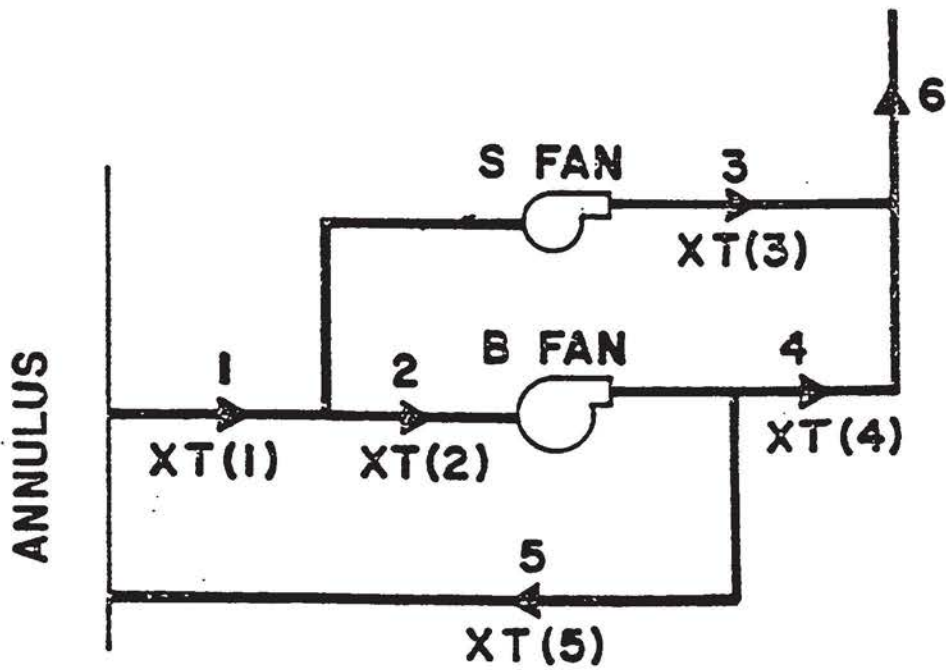 6
S FAN
3
XT(3)
B FAN
4
1
2
XT(4)
XT(1)
XT(2)
ANNULUS
5
XT(5)